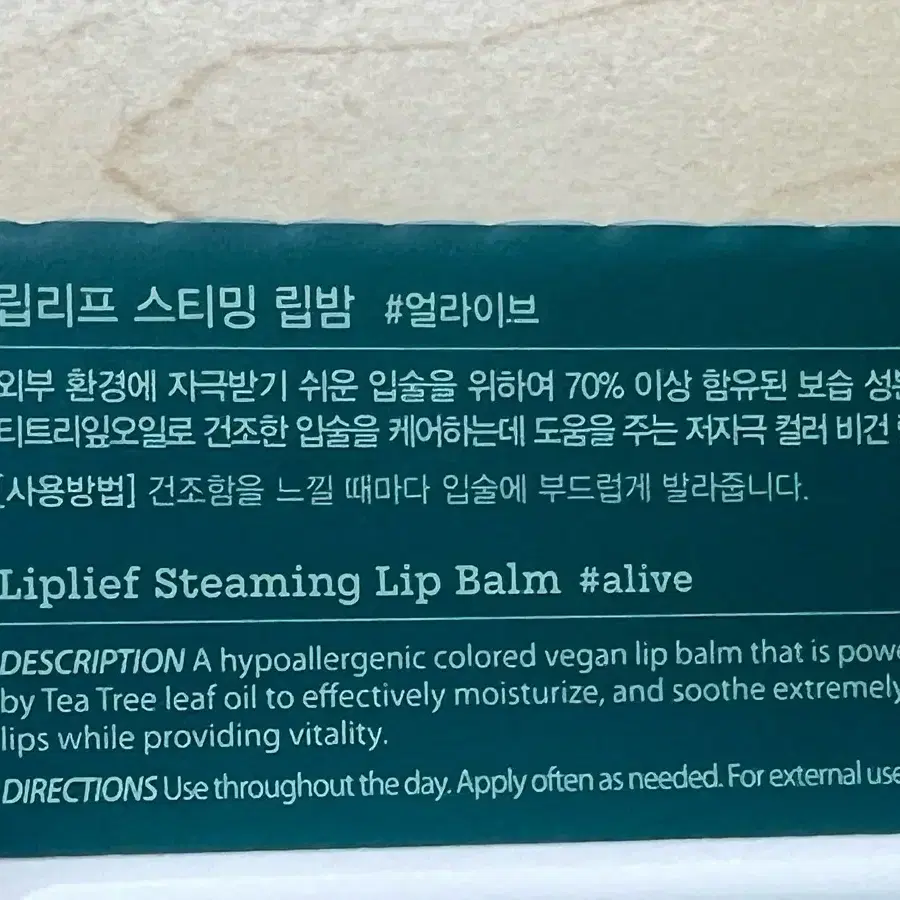 립리프 스티밍 립밤 #얼라이브
외부 환경에 자극받기 쉬운 입술을 위하여 70% 이상 함유된 보습
티트리잎오일로 건조한 입술을 케어하는데 도움을 주는 저자극 컬러 비건
[사용방법] 건조함을 느낄 때마다 입술에 부드럽게 발라줍니다.
Liplief Steaming Lip Balm #alive
DESCRIPTION A hypoallergenic colored vegan lip balm that is
by Tea Tree leaf oil to effectively moisturize, and soothe extremely
lips while providing vitality.
DIRECTIONS Use throughout the day. Apply often as needed. For external use